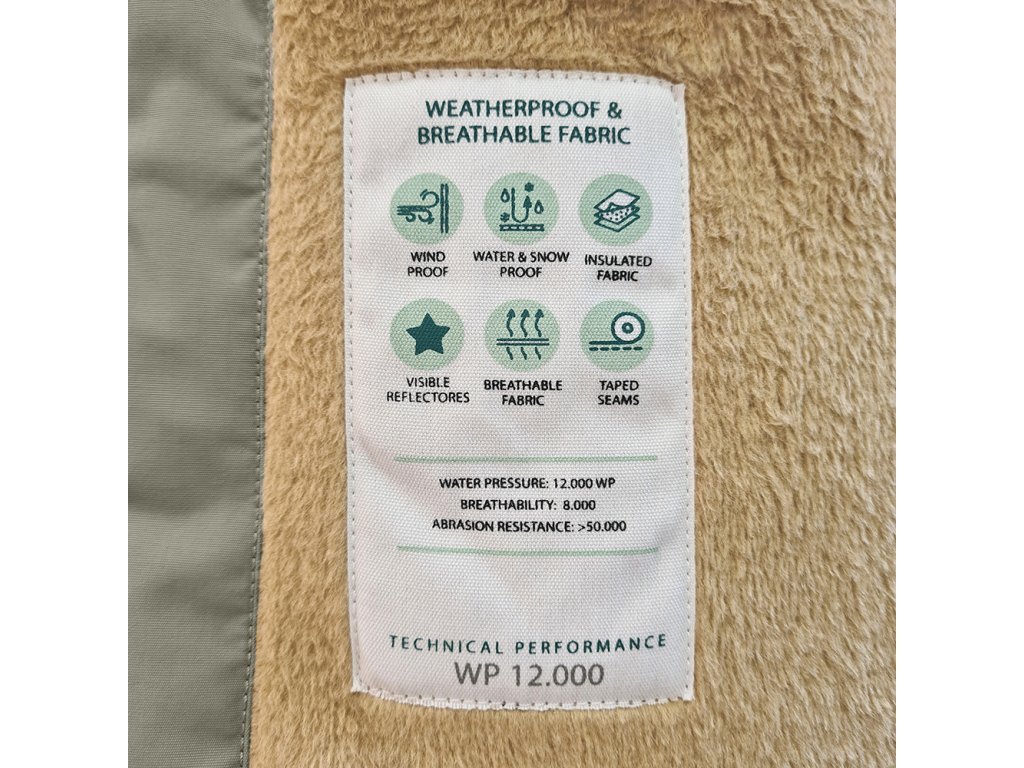 WEATHERPROOF &
BREATHABLE FABRIC
WIND
PROOF
WATER & SNOW
PROOF
INSULATED
FABRIC
VISIBLE
REFLECTORES
BREATHABLE
FABRIC
TAPED
SEAMS
WATER PRESSURE: 12.000 WP
BREATHABILITY: 8.000
ABRASION RESISTANCE: >50.000
TECHNICAL PERFORMANCE
WP 12.000